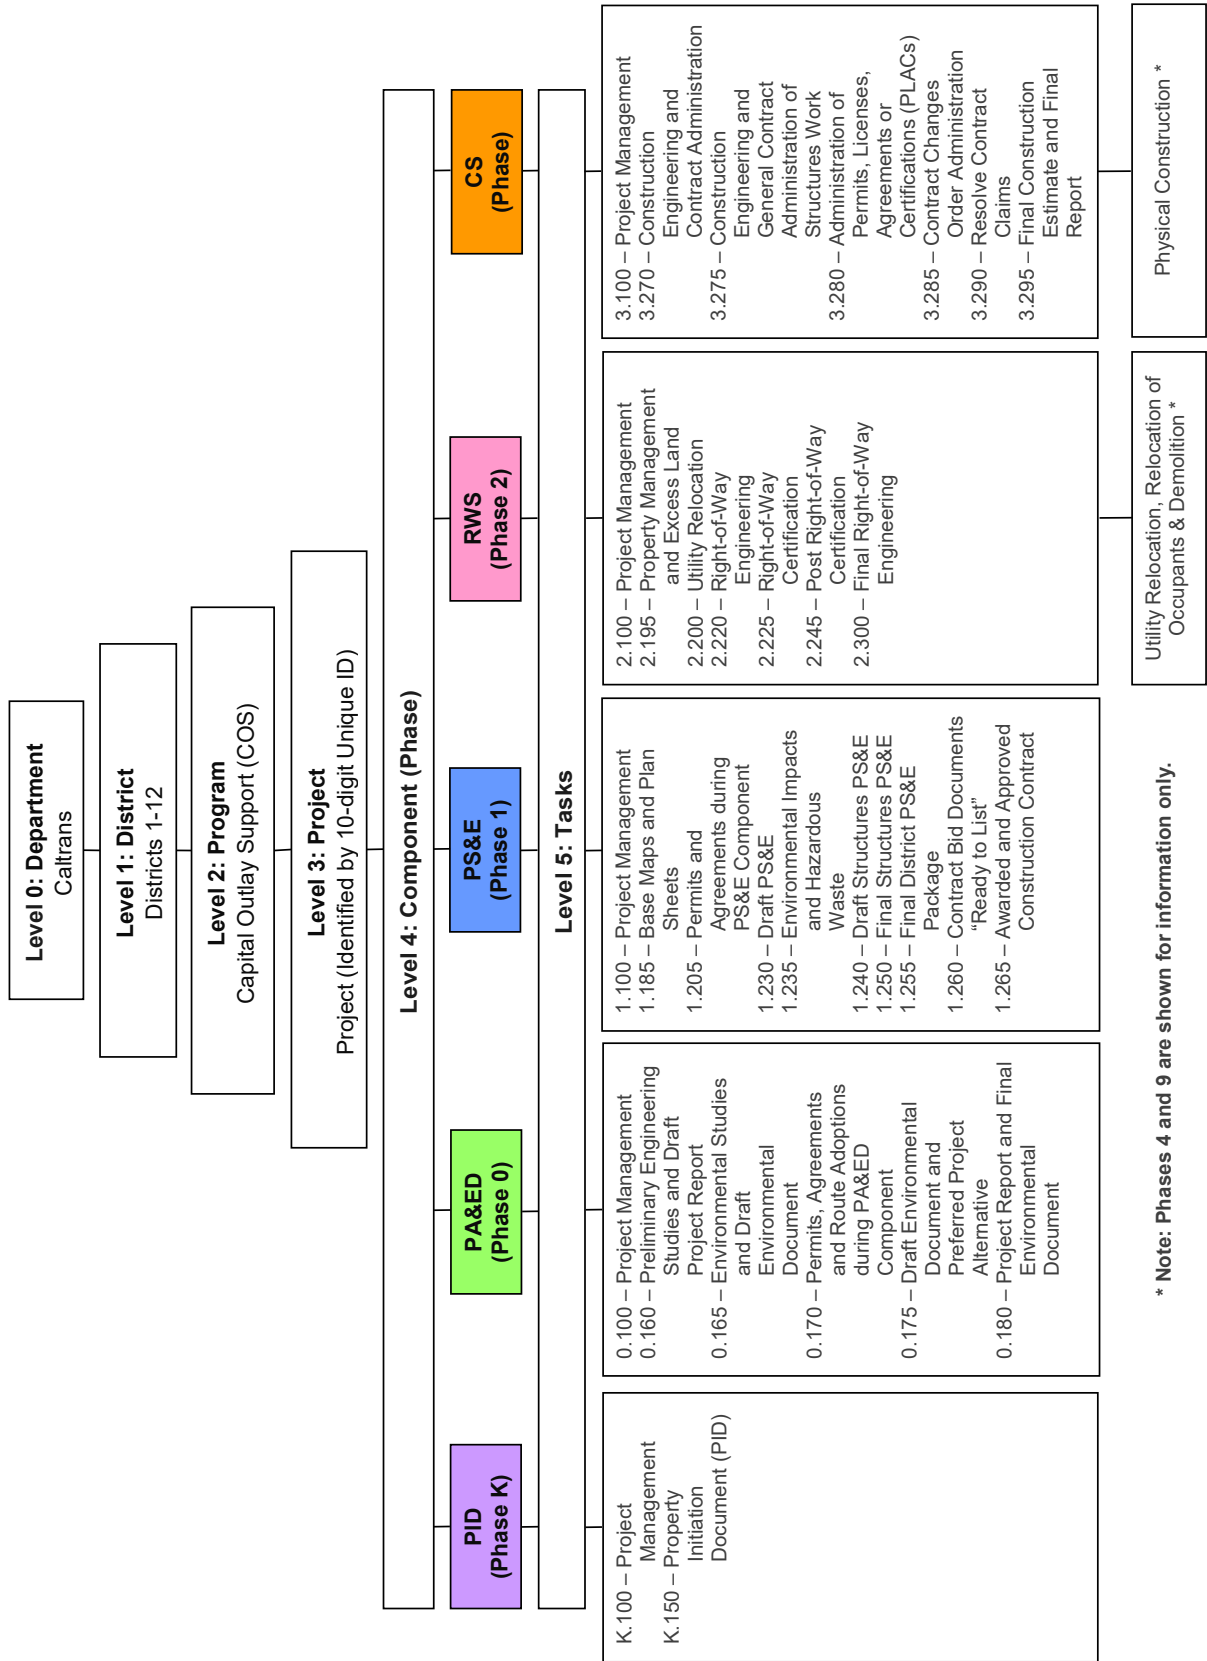 Level 0: Department
Caltrans
Level 1: District
Districts 1-12
Level 2: Program
Capital Outlay Support (COS)
Level 3: Project
Project (Identified by 10-digit Unique ID)
Level 4: Component (Phase)
PID
(Phase K)
PA&ED
(Phase 0)
PS&E
(Phase 1)
RWS
(Phase 2)
CS
(Phase)
Level 5: Tasks
K.100 – Project
Management
K.150 – Property
Initiation
Document (PID)
0.100 – Project Management
0.160 – Preliminary Engineering
Studies and Draft
Project Report
0.165 – Environmental Studies
and Draft
Environmental
Document
0.170 – Permits, Agreements
and Route Adoptions
during PA&ED
Component
0.175 – Draft Environmental
Document and
Preferred Project
Alternative
0.180 – Project Report and Final
Environmental
Document
1.100 – Project Management
1.185 – Base Maps and Plan
Sheets
1.205 – Permits and
Agreements during
PS&E Component
1.230 – Draft PS&E
1.235 – Environmental Impacts
and Hazardous
Waste
1.240 – Draft Structures PS&E
1.250 – Final Structures PS&E
1.255 – Final District PS&E
Package
1.260 – Contract Bid Documents
“Ready to List”
1.265 – Awarded and Approved
Construction Contract
2.100 – Project Management
2.195 – Property Management
and Excess Land
2.200 – Utility Relocation
2.220 – Right-of-Way
Engineering
2.225 – Right-of-Way
Certification
2.245 – Post Right-of-Way
Certification
2.300 – Final Right-of-Way
Engineering
3.100 – Project Management
3.270 – Construction
Engineering and
Contract Administration
3.275 – Construction
Engineering and
General Contract
Administration of
Structures Work
3.280 – Administration of
Permits, Licenses,
Agreements or
Certifications (PLACs)
3.285 – Contract Changes
Order Administration
3.290 – Resolve Contract
Claims
3.295 – Final Construction
Estimate and Final
Report
Utility Relocation, Relocation of
Occupants & Demolition *
Physical Construction *
* Note: Phases 4 and 9 are shown for information only.